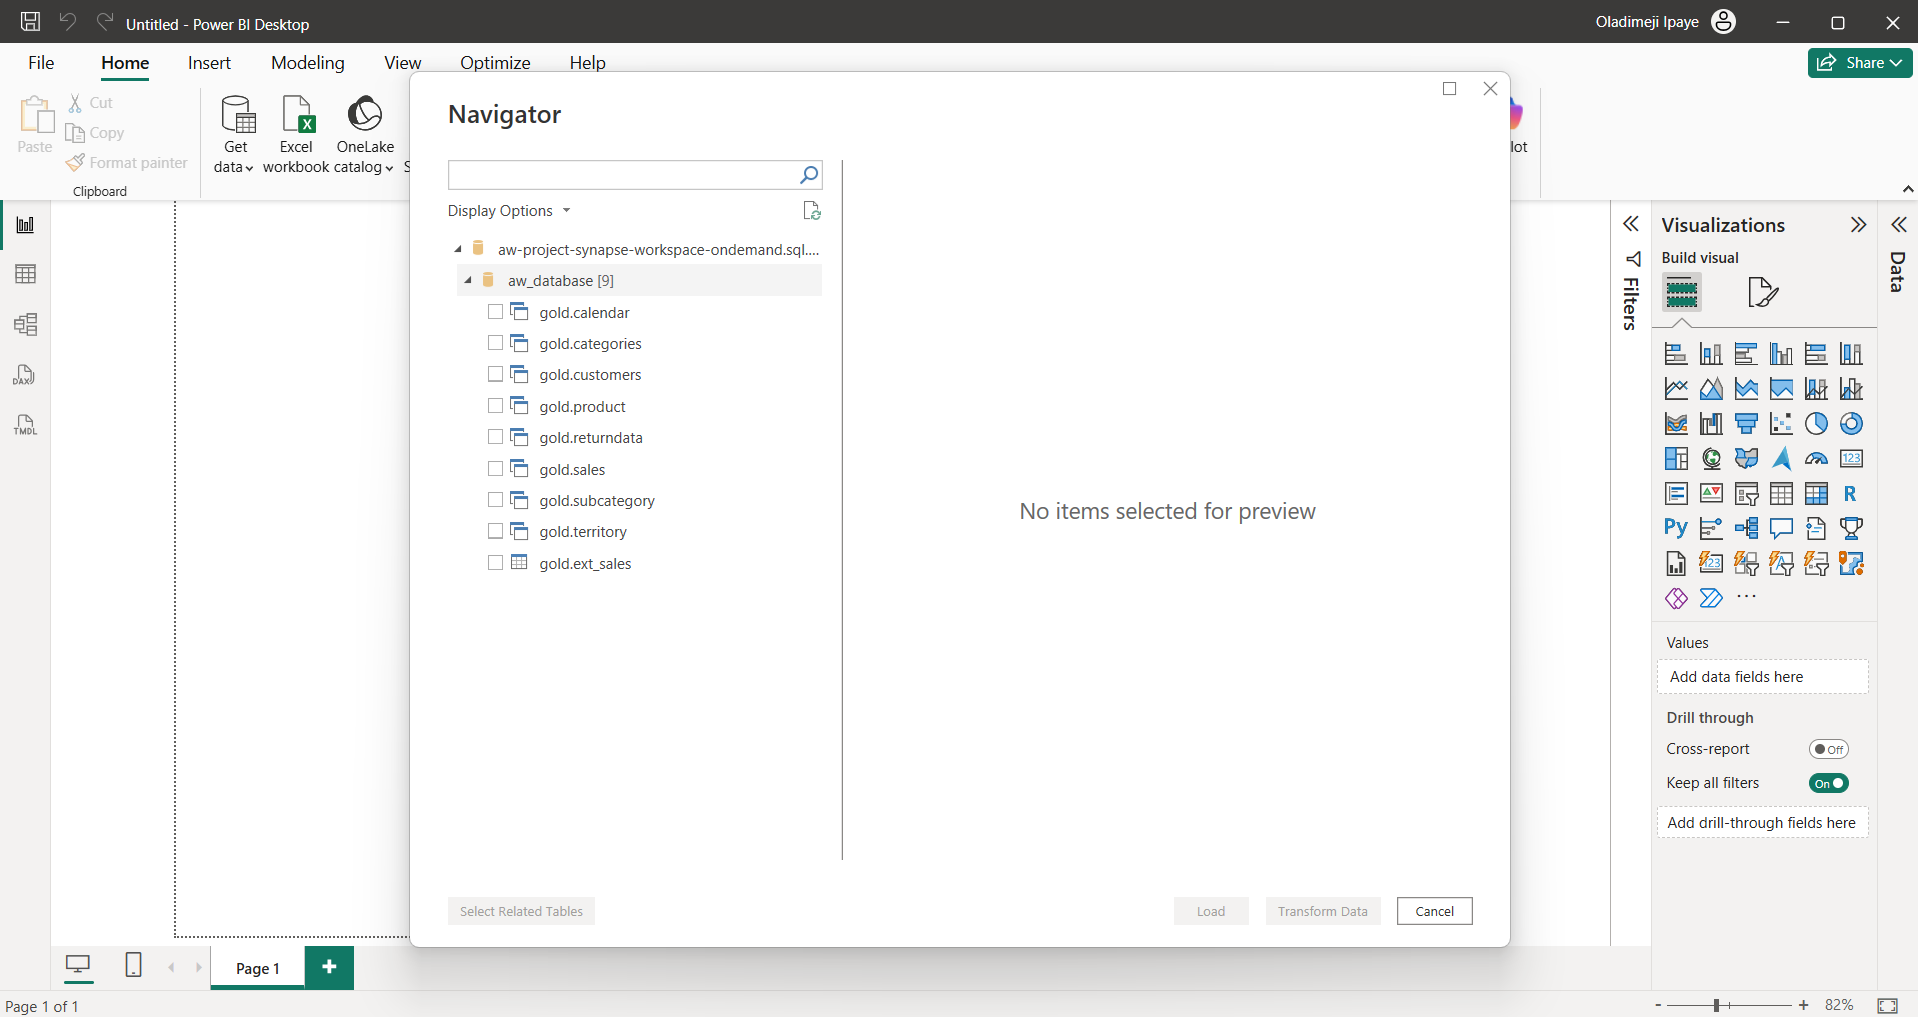 Untitled - Power BI Desktop
Oladimeji Ipaye
File Home Insert Modeling View Optimize Help
Share
Paste
Cut
Copy
Format painter
Clipboard
Get data
Excel workbook
OneLake catalog
S
lot
Navigator
Display Options
aw-project-synapse-workspace-ondemand.sql....
aw_database [9]
gold.calendar
gold.categories
gold.customers
gold.product
gold.returndata
gold.sales
gold.subcategory
gold.territory
gold.ext_sales
No items selected for preview
Select Related Tables
Load
Transform Data
Cancel
DAX
TMDL
Filters
Visualizations
Build visual
123
R
Py
123
Values
Add data fields here
Drill through
Cross-report
Off
Keep all filters
On
Add drill-through fields here
Data
Page 1
Page 1 of 1
- + 82%